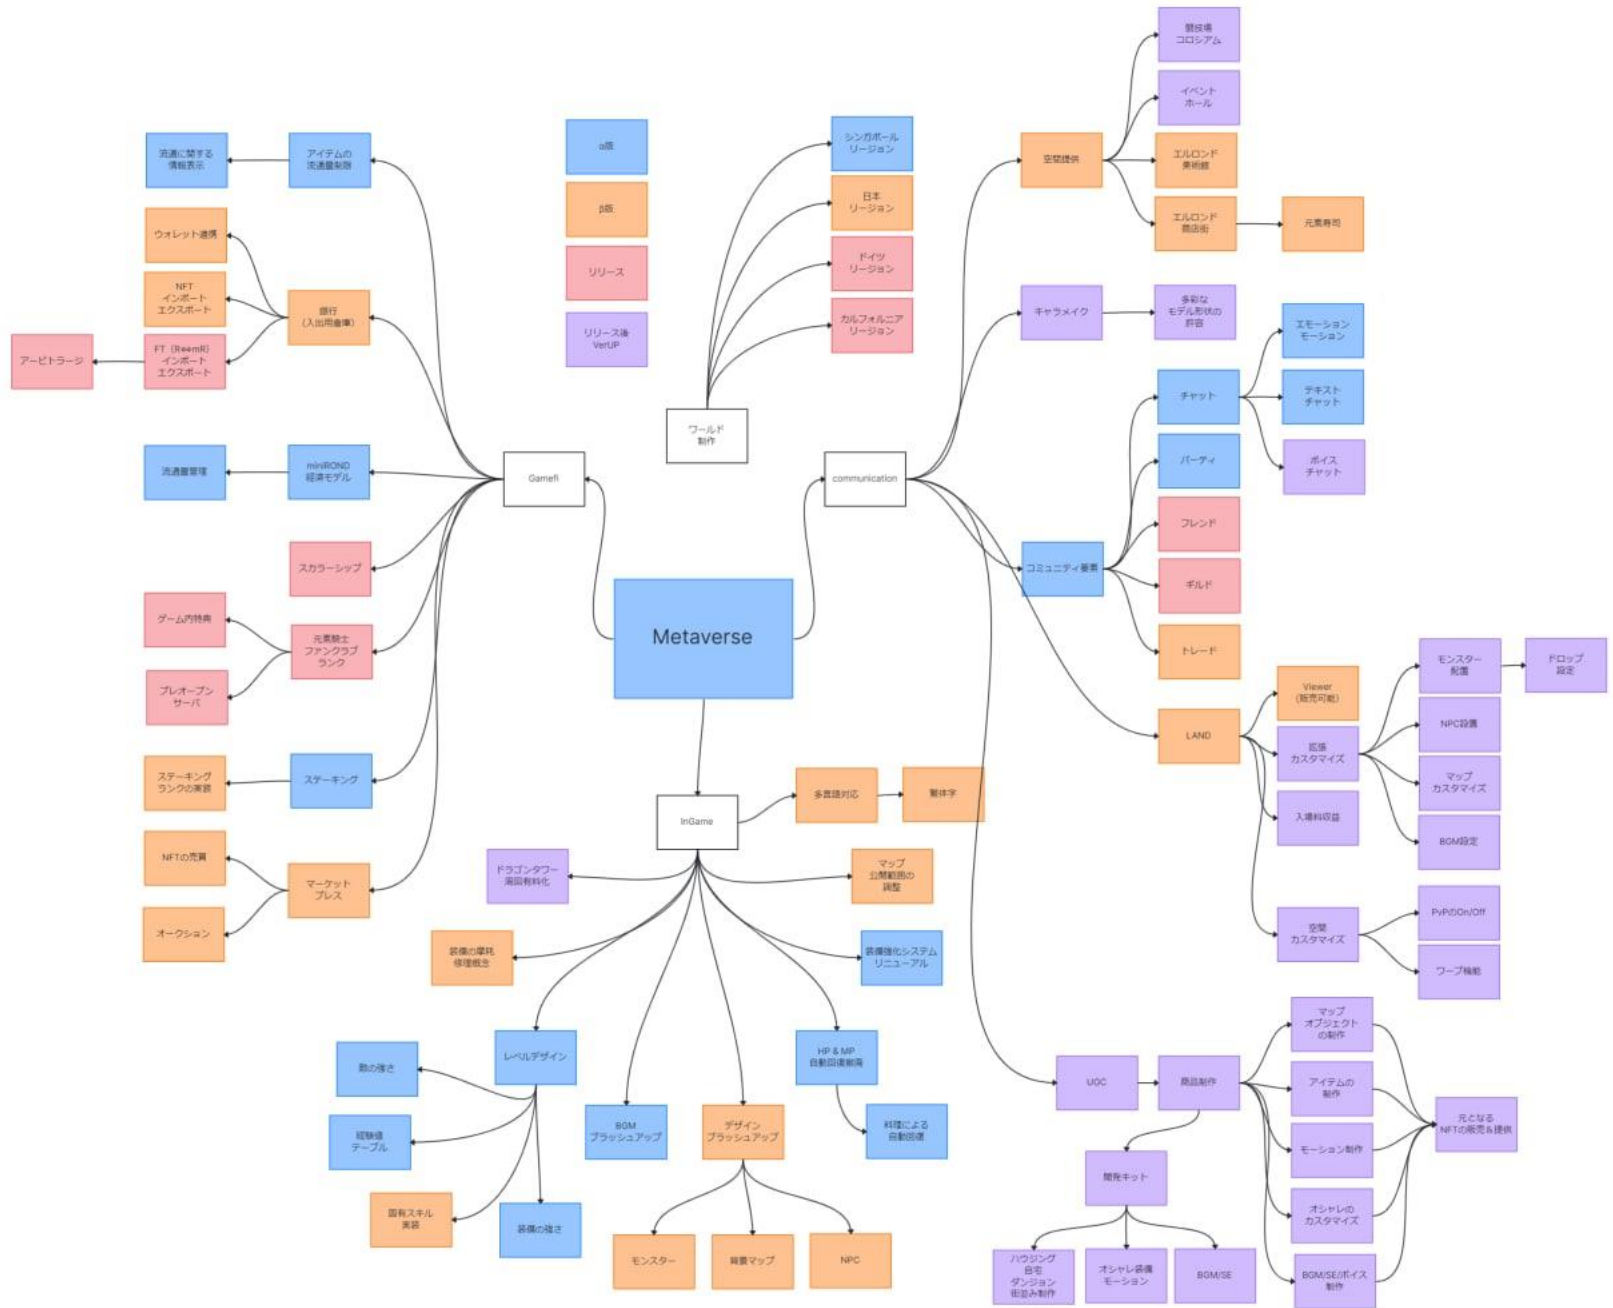 闘技場
コロシアム
イベント
ホール
エルロンド
美術館
エルロンド
商店街
元素寿司
空間提供
流通に関する
情報表示
アイテムの
流通量制限
α版
β版
リリース
リリース後
VerUP
シンガポール
リージョン
日本
リージョン
ドイツ
リージョン
カルフォルニア
リージョン
ワールド
制作
ウォレット連携
NFT
インポート
エクスポート
FT（ReemR）
インポート
エクスポート
アービトラージ
銀行
（入出用倉庫）
キャラメイク
多彩な
モデル形状の
許容
エモーション
モーション
テキスト
チャット
ボイス
チャット
チャット
パーティ
フレンド
ギルド
トレード
コミュニティ要素
流通量管理
miniROND
経済モデル
Gamefi
communication
スカラーシップ
ゲーム内特典
プレオープン
サーバ
元素騎士
ファンクラブ
ランク
Metaverse
ステーキング
ランクの実装
ステーキング
NFTの売買
オークション
マーケット
プレス
LAND
Viewer
（販売可能）
拡張
カスタマイズ
入場料収益
空間
カスタマイズ
モンスター
配置
ドロップ
設定
NPC設置
マップ
カスタマイズ
BGM設定
PvPのOn/Off
ワープ機能
InGame
多言語対応
繁体字
ドラゴンタワー
周回有料化
マップ
公開範囲の
調整
装備の摩耗
修理概念
装備強化システム
リニューアル
レベルデザイン
敵の強さ
経験値
テーブル
固有スキル
実装
装備の強さ
BGM
ブラッシュアップ
デザイン
ブラッシュアップ
モンスター
背景マップ
NPC
HP & MP
自動回復撤廃
料理による
自動回復
UGC
商品制作
開発キット
ハウジング
自宅
ダンジョン
街並み制作
オシャレ装備
モーション
BGM/SE
マップ
オブジェクト
の制作
アイテムの
制作
モーション制作
オシャレの
カスタマイズ
BGM/SE/ボイス
制作
元となる
NFTの販売&提供